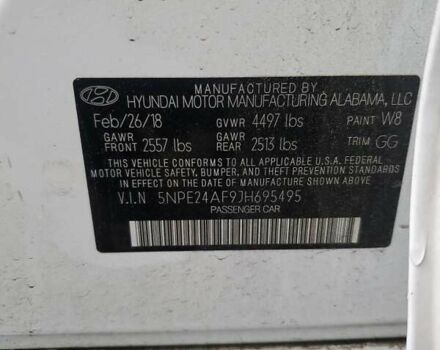 MANUFACTURED BY
HYUNDAI MOTOR MANUFACTURING ALABAMA, LLC
Feb/26/18 GVWR 4497 lbs PAINT W8
GAWR FRONT 2557 lbs GAWR REAR 2513 lbs TRIM GG
THIS VEHICLE CONFORMS TO ALL APPLICABLE U.S.A. FEDERAL
MOTOR VEHICLE SAFETY, BUMPER, AND THEFT PREVENTION STANDARDS
IN EFFECT ON THE DATE OF MANUFACTURE SHOWN ABOVE.
V.I.N 5NPE24AF9JH695495
PASSENGER CAR